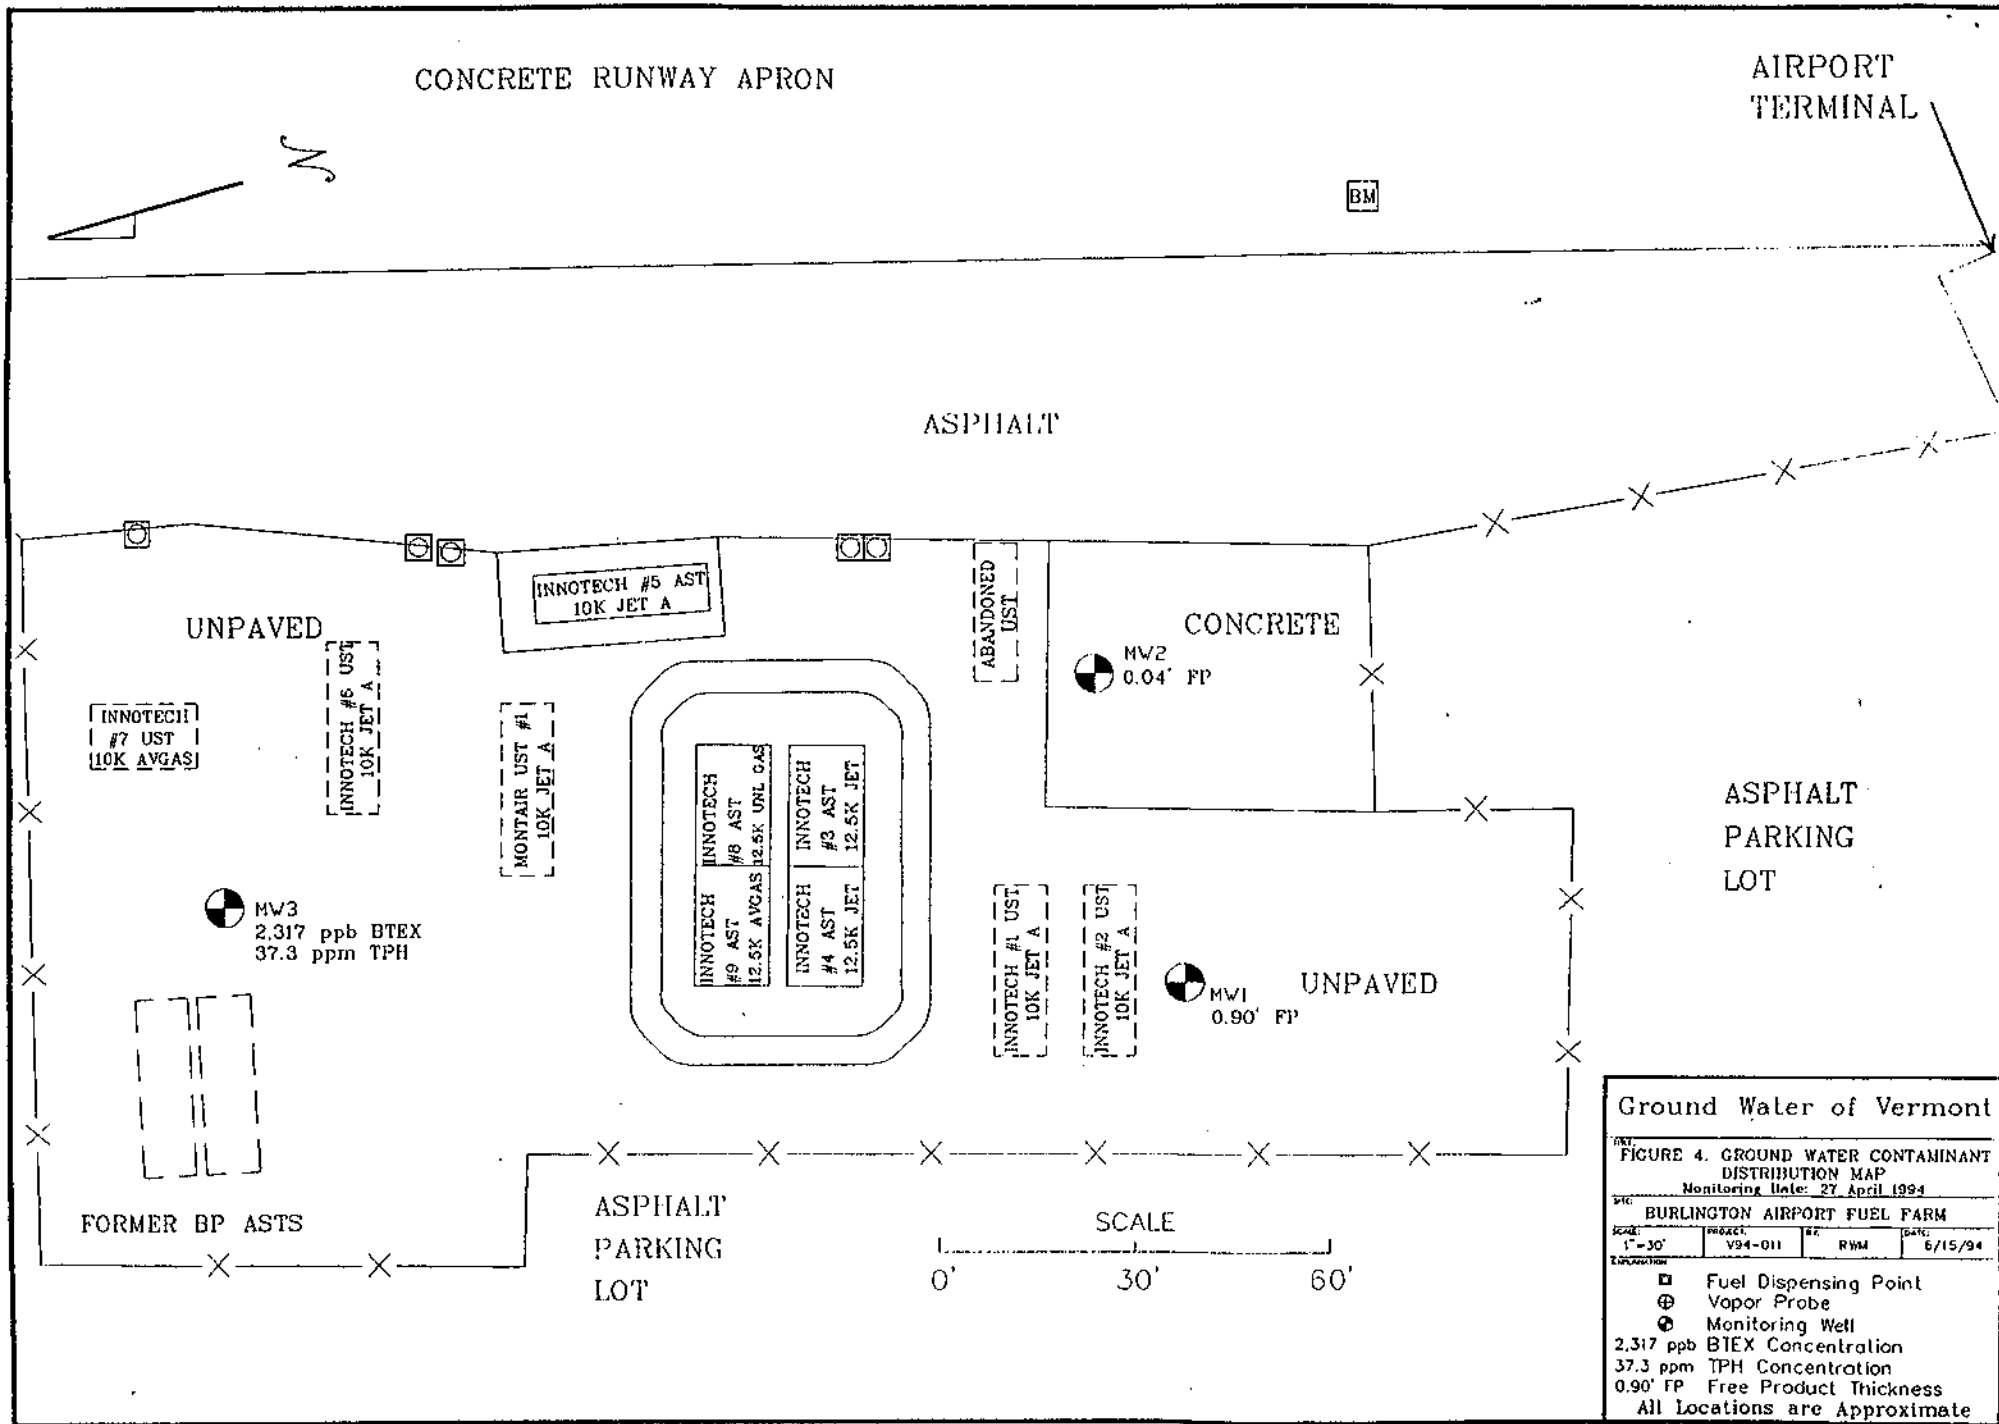 CONCRETE RUNWAY APRON
AIRPORT
TERMINAL
N
BM
ASPHALT
UNPAVED
INNOTECH #5 AST
10K JET A
ABANDONED
UST
CONCRETE
MW2
0.04' FP
INNOTECH
#7 UST
10K AVGAS
INNOTECH #6 UST
10K JET A
MONTAIR UST #1
10K JET A
INNOTECH
#8 AST
12.5K UNL GAS
INNOTECH
#3 AST
12.5K JET
INNOTECH
#9 AST
12.5K AVGAS
INNOTECH
#4 AST
12.5K JET
ASPHALT
PARKING
LOT
MW3
2,317 ppb BTEX
37.3 ppm TPH
INNOTECH #1 UST
10K JET A
INNOTECH #2 UST
10K JET A
MW1
0.90' FP
UNPAVED
FORMER BP ASTS
ASPHALT
PARKING
LOT
SCALE
0' 30' 60'
Ground Water of Vermont
FIGURE 4. GROUND WATER CONTAMINANT
DISTRIBUTION MAP
Monitoring Date: 27 April 1994
SITE:
BURLINGTON AIRPORT FUEL FARM
SCALE: 1"=30' PROJECT: V94-011 BY: RWM DATE: 6/15/94
EXPLANATION
Fuel Dispensing Point
Vapor Probe
Monitoring Well
2,317 ppb BTEX Concentration
37.3 ppm TPH Concentration
0.90' FP Free Product Thickness
All Locations are Approximate